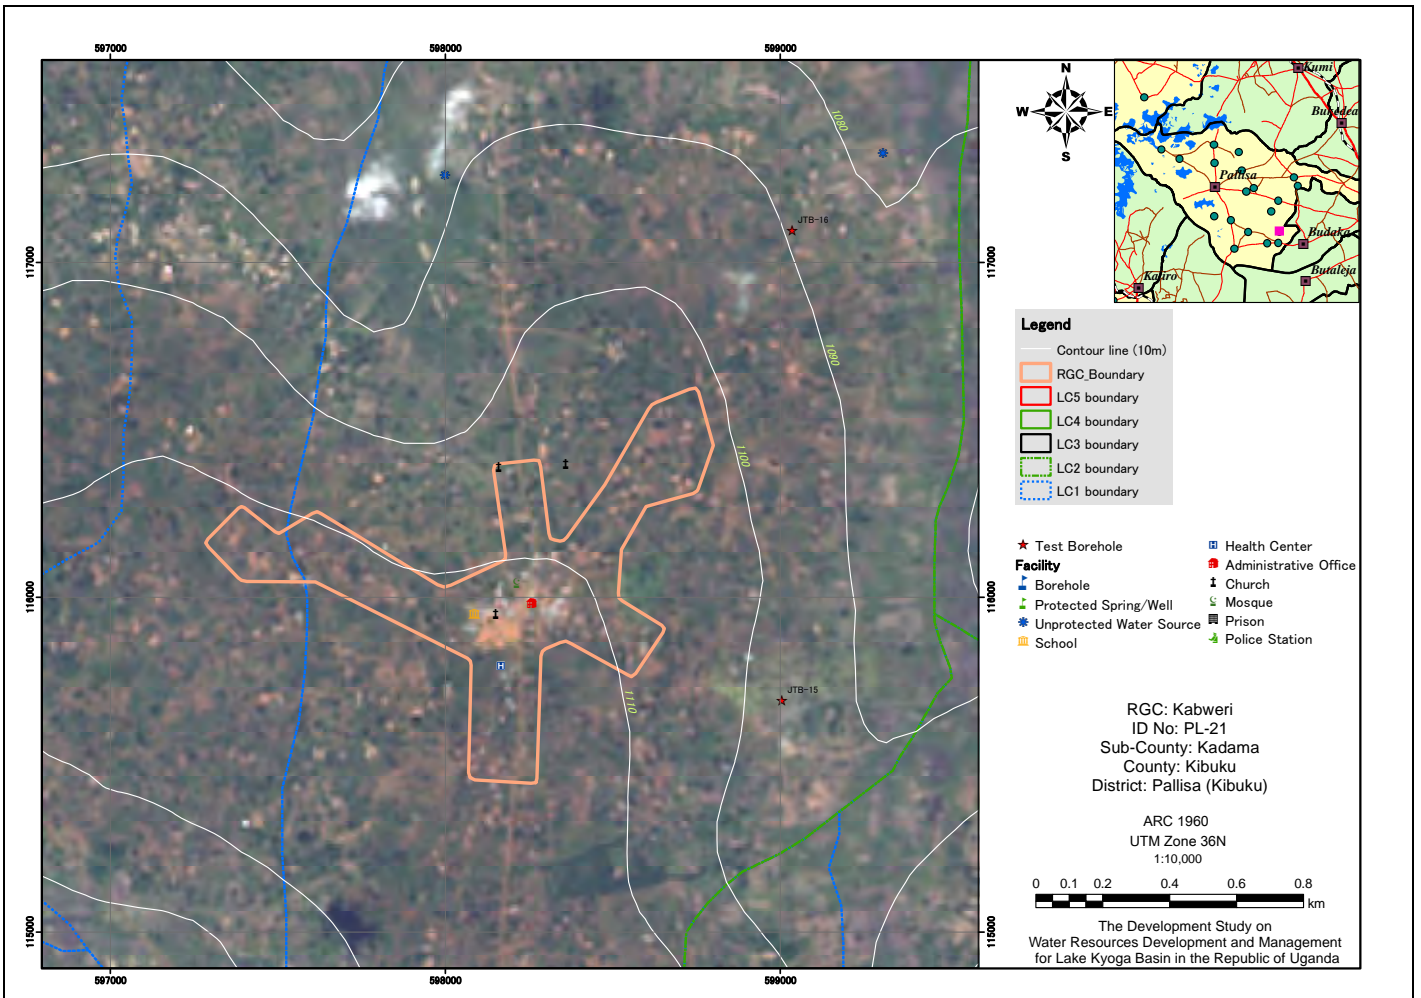 597000
598000
599000
117000
116000
115000
117000
116000
115000
597000
598000
599000
1080
JTB-16
1090
1100
JTB-15
1110
N
W
E
S
Kumi
Bukedea
Pallisa
Budaka
Butaleja
Kaliro
Legend
Contour line (10m)
RGC_Boundary
LC5 boundary
LC4 boundary
LC3 boundary
LC2 boundary
LC1 boundary
Test Borehole
Facility
Borehole
Protected Spring/Well
Unprotected Water Source
School
Health Center
Administrative Office
Church
Mosque
Prison
Police Station
RGC: Kabweri
ID No: PL-21
Sub-County: Kadama
County: Kibuku
District: Pallisa (Kibuku)
ARC 1960
UTM Zone 36N
1:10,000
0 0.1 0.2 0.4 0.6 0.8
km
The Development Study on
Water Resources Development and Management
for Lake Kyoga Basin in the Republic of Uganda